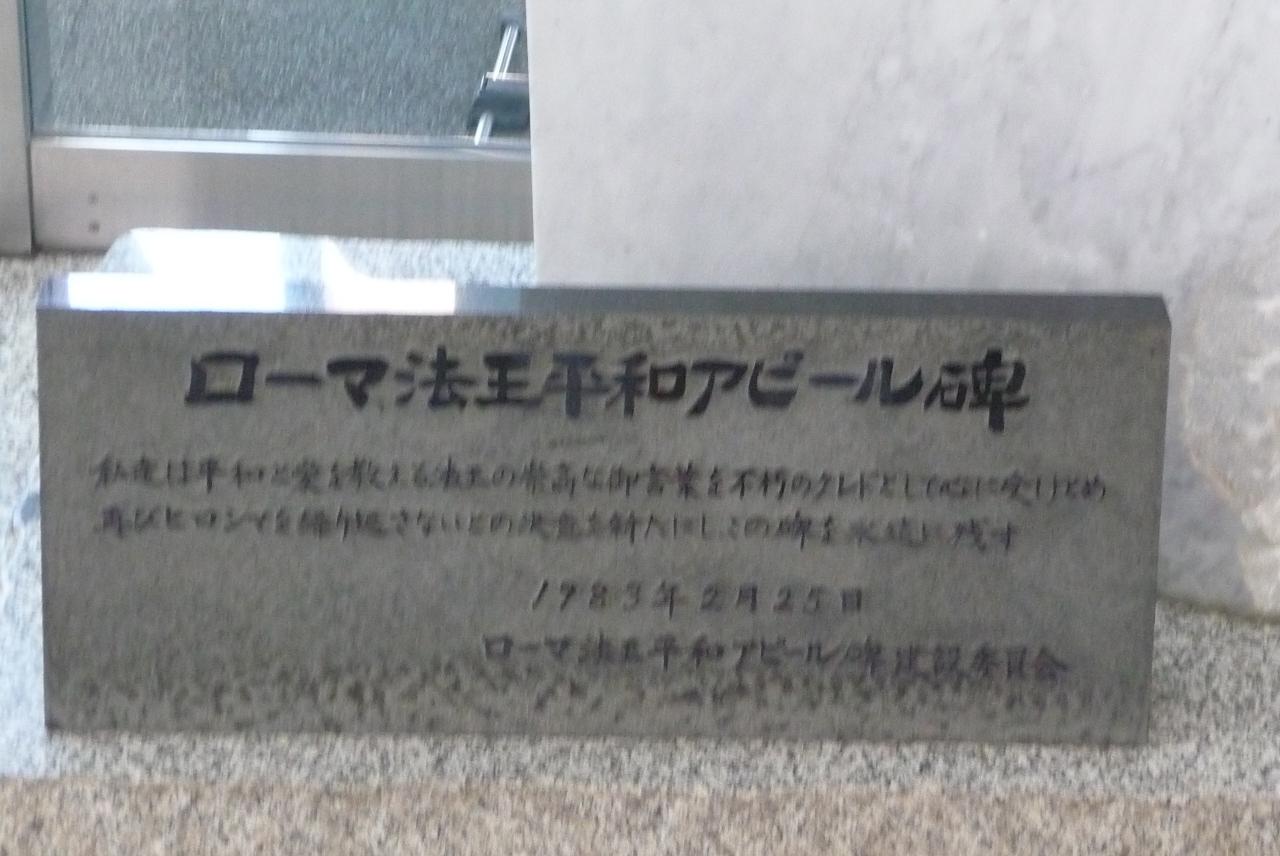 ローマ法王平和アピール碑
私達は平和と愛を教える法王の崇高な御言葉を不朽のクレドとして心に受けとめ
再びヒロシマを繰り返さないとの決意を新たにしこの碑を永遠に残す
1983年2月25日
ローマ法王平和アピール碑建設委員会